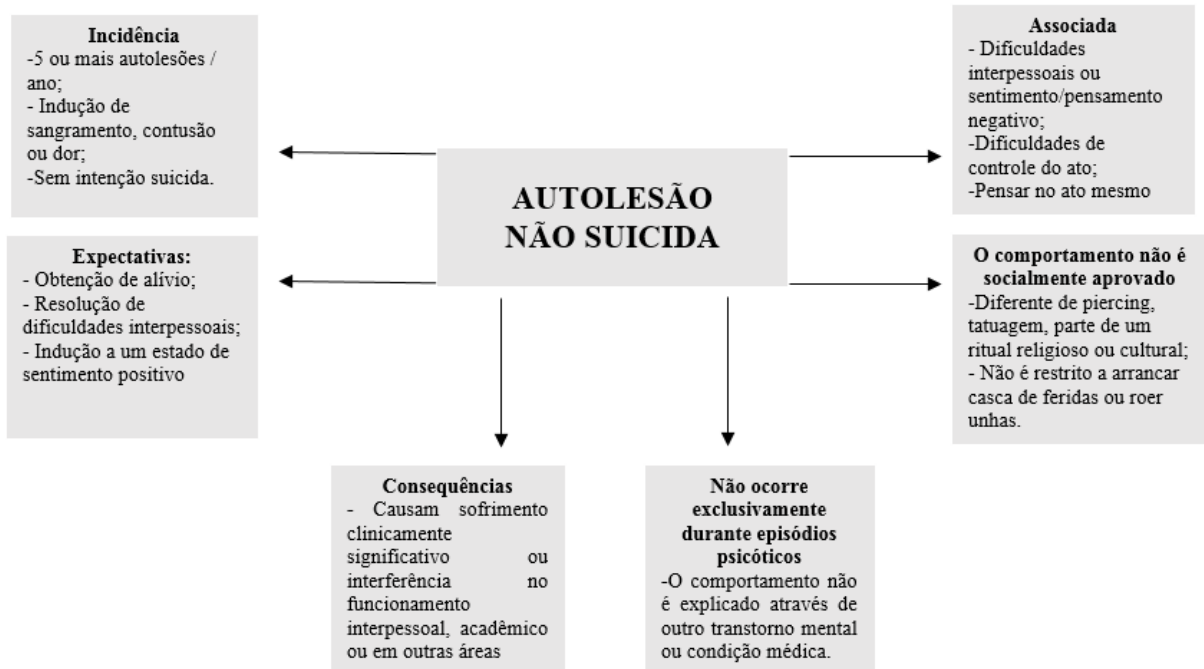 Incidência
-5 ou mais autolesões /
ano;
- Indução de
sangramento, contusão
ou dor;
-Sem intenção suicida.
Associada
- Dificuldades
interpessoais ou
sentimento/pensamento
negativo;
-Dificuldades de
controle do ato;
-Pensar no ato mesmo
AUTOLESÃO
NÃO SUICIDA
Expectativas:
- Obtenção de alívio;
- Resolução de
dificuldades interpessoais;
- Indução a um estado de
sentimento positivo
O comportamento não é
socialmente aprovado
-Diferente de piercing,
tatuagem, parte de um
ritual religioso ou cultural;
- Não é restrito a arrancar
casca de feridas ou roer
unhas.
Consequências
- Causam sofrimento
clinicamente
significativo ou
interferência no
funcionamento
interpessoal, acadêmico
ou em outras áreas
Não ocorre
exclusivamente
durante episódios
psicóticos
-O comportamento não
é explicado através de
outro transtorno mental
ou condição médica.